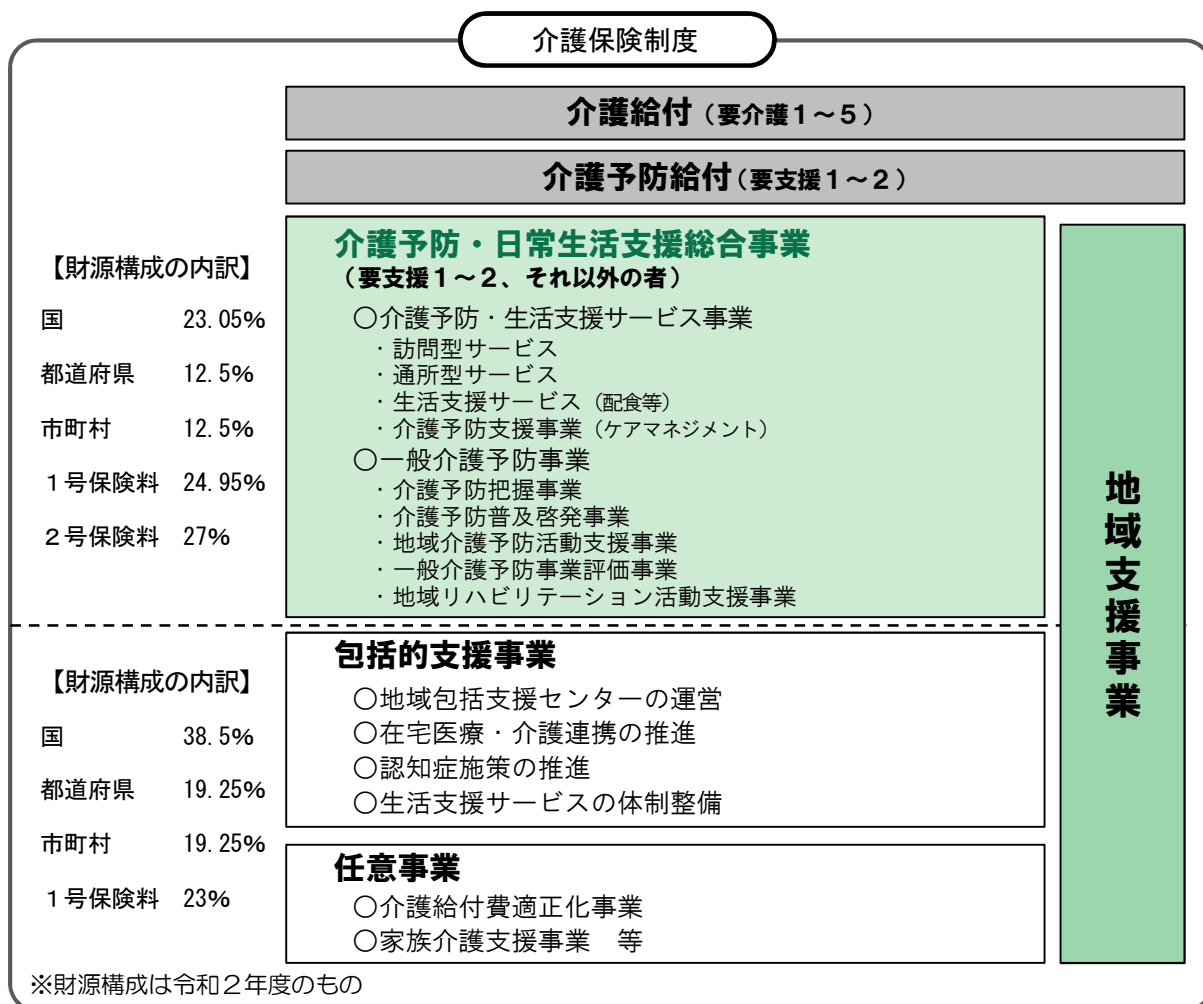 介護保険制度
介護給付（要介護１～５）
介護予防給付（要支援１～２）
【財源構成の内訳】
国 23.05%
都道府県 12.5%
市町村 12.5%
１号保険料 24.95%
２号保険料 27%
介護予防・日常生活支援総合事業
（要支援１～２、それ以外の者）
○介護予防・生活支援サービス事業
・訪問型サービス
・通所型サービス
・生活支援サービス（配食等）
・介護予防支援事業（ケアマネジメント）
○一般介護予防事業
・介護予防把握事業
・介護予防普及啓発事業
・地域介護予防活動支援事業
・一般介護予防事業評価事業
・地域リハビリテーション活動支援事業
地域支援事業
【財源構成の内訳】
国 38.5%
都道府県 19.25%
市町村 19.25%
１号保険料 23%
包括的支援事業
○地域包括支援センターの運営
○在宅医療・介護連携の推進
○認知症施策の推進
○生活支援サービスの体制整備
任意事業
○介護給付費適正化事業
○家族介護支援事業　等
※財源構成は令和２年度のもの